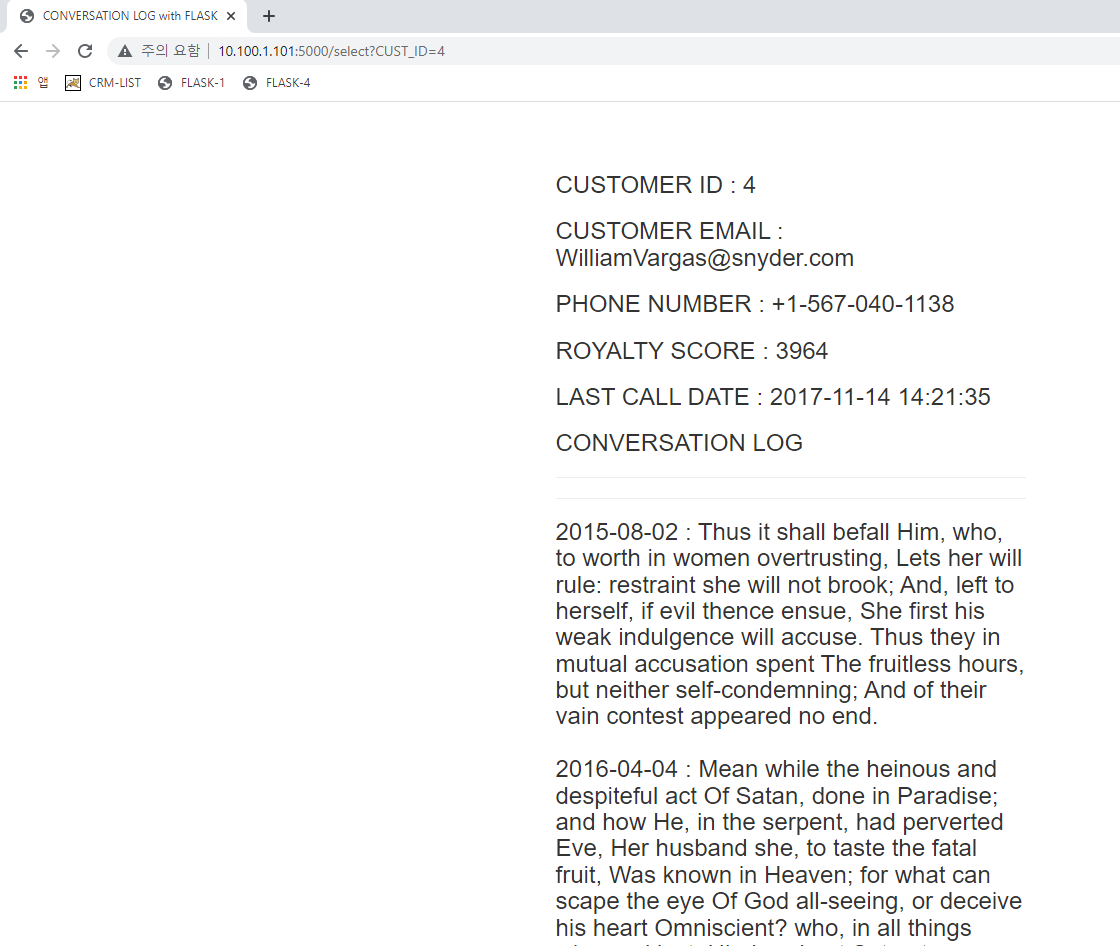 CONVERSATION LOG with FLASK
주의 요함 10.100.1.101:5000/select?CUST_ID=4
앱 CRM-LIST FLASK-1 FLASK-4
CUSTOMER ID : 4
CUSTOMER EMAIL :
WilliamVargas@snyder.com
PHONE NUMBER : +1-567-040-1138
ROYALTY SCORE : 3964
LAST CALL DATE : 2017-11-14 14:21:35
CONVERSATION LOG
2015-08-02 : Thus it shall befall Him, who,
to worth in women overtrusting, Lets her will
rule: restraint she will not brook; And, left to
herself, if evil thence ensue, She first his
weak indulgence will accuse. Thus they in
mutual accusation spent The fruitless hours,
but neither self-condemning; And of their
vain contest appeared no end.
2016-04-04 : Mean while the heinous and
despiteful act Of Satan, done in Paradise;
and how He, in the serpent, had perverted
Eve, Her husband she, to taste the fatal
fruit, Was known in Heaven; for what can
scape the eye Of God all-seeing, or deceive
his heart Omniscient? who, in all things